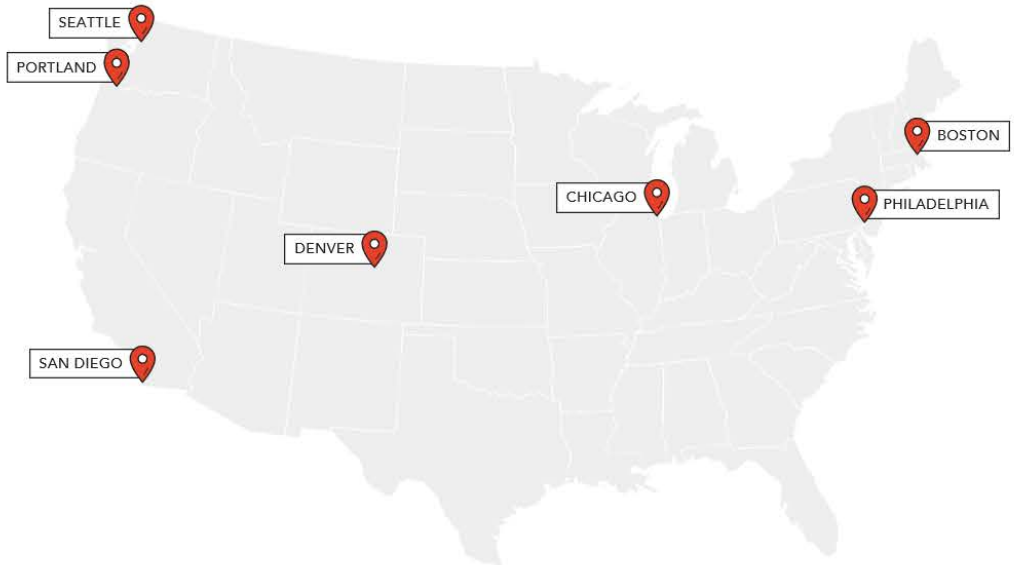 SEATTLE
PORTLAND
BOSTON
CHICAGO
PHILADELPHIA
DENVER
SAN DIEGO